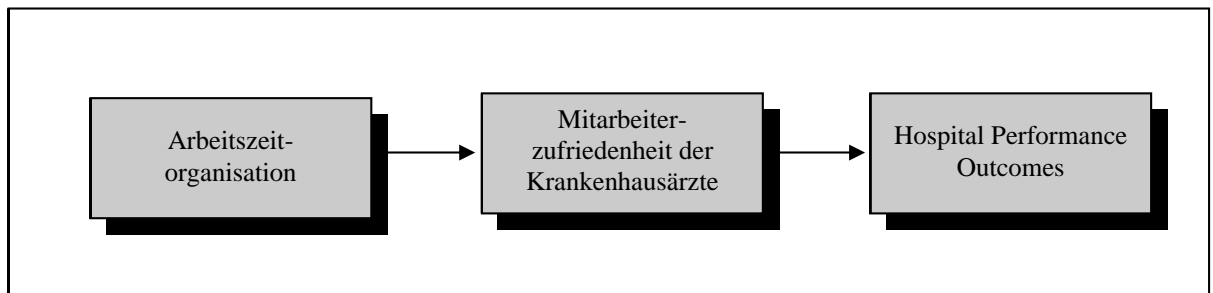 Arbeitszeit-
organisation
Mitarbeiter-
zufriedenheit der
Krankenhausärzte
Hospital Performance
Outcomes